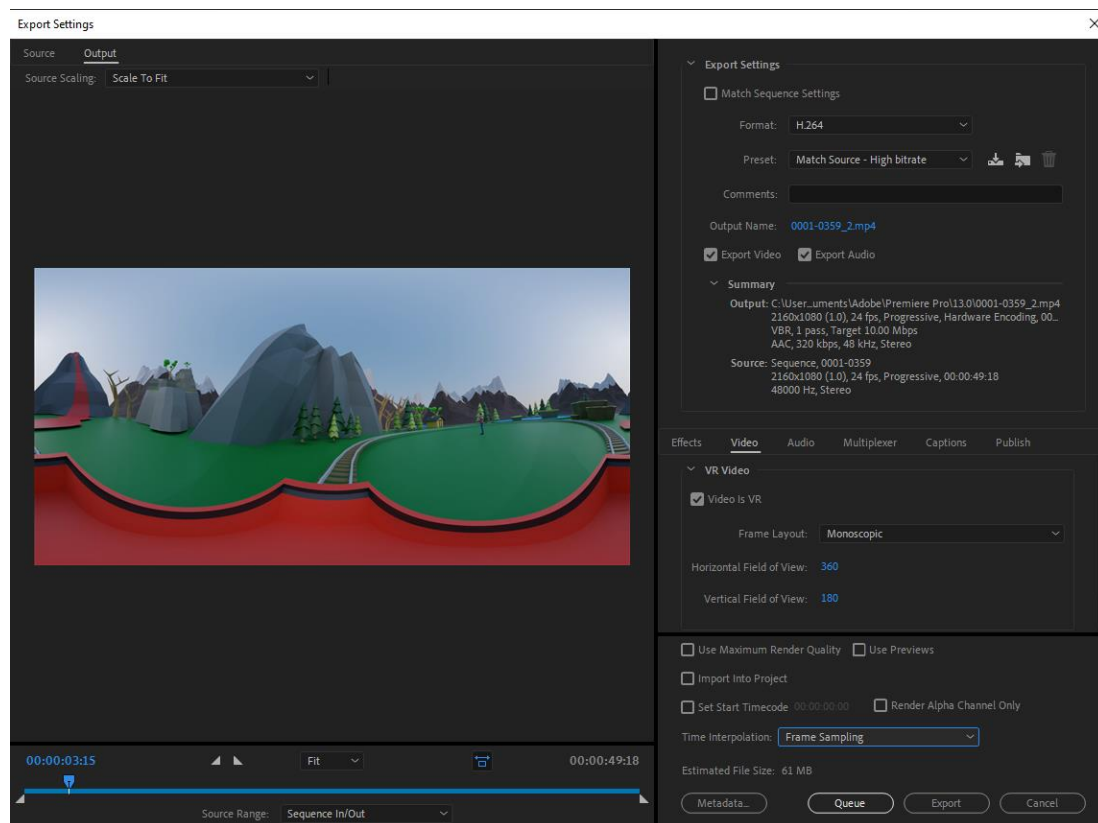 Export Settings
Source Output
Source Scaling: Scale To Fit
Export Settings
Match Sequence Settings
Format: H.264
Preset: Match Source - High bitrate
Comments:
Output Name: 0001-0359_2.mp4
Export Video Export Audio
Summary
Output: C:\User...uments\Adobe\Premiere Pro\13.0\0001-0359_2.mp4
2160x1080 (1.0), 24 fps, Progressive, Hardware Encoding, 00...
VBR, 1 pass, Target 10.00 Mbps
AAC, 320 kbps, 48 kHz, Stereo
Source: Sequence, 0001-0359
2160x1080 (1.0), 24 fps, Progressive, 00:00:49:18
48000 Hz, Stereo
Effects Video Audio Multiplexer Captions Publish
VR Video
Video Is VR
Frame Layout: Monoscopic
Horizontal Field of View: 360
Vertical Field of View: 180
Use Maximum Render Quality Use Previews
Import Into Project
Set Start Timecode 00:00:00:00 Render Alpha Channel Only
Time Interpolation: Frame Sampling
Estimated File Size: 61 MB
Metadata... Queue Export Cancel
00:00:03:15 Fit 00:00:49:18
Source Range: Sequence In/Out